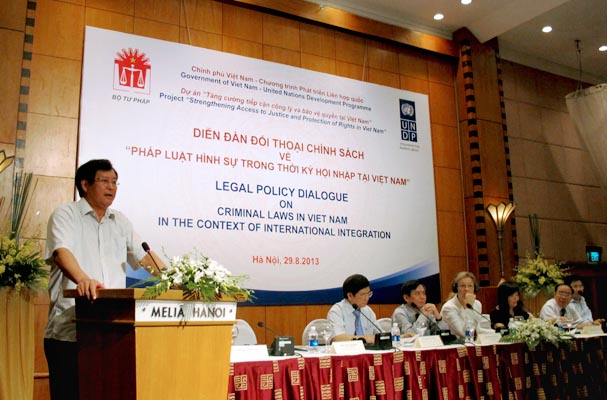 BỘ TƯ PHÁP
Chính phủ Việt Nam - Chương trình Phát triển Liên hợp quốc
Government of Viet Nam - United Nations Development Programme
Dự án "Tăng cường tiếp cận công lý và bảo vệ quyền tại Việt Nam"
Project "Strengthening Access to Justice and Protection of Rights in Viet Nam"
UN
DP
DIỄN ĐÀN ĐỐI THOẠI CHÍNH SÁCH
VỀ
"PHÁP LUẬT HÌNH SỰ TRONG THỜI KỲ HỘI NHẬP TẠI VIỆT NAM"
LEGAL POLICY DIALOGUE
ON
CRIMINAL LAWS IN VIET NAM
IN THE CONTEXT OF INTERNATIONAL INTEGRATION
Hà Nội, 29.8.2013
MELIÁ HANOI